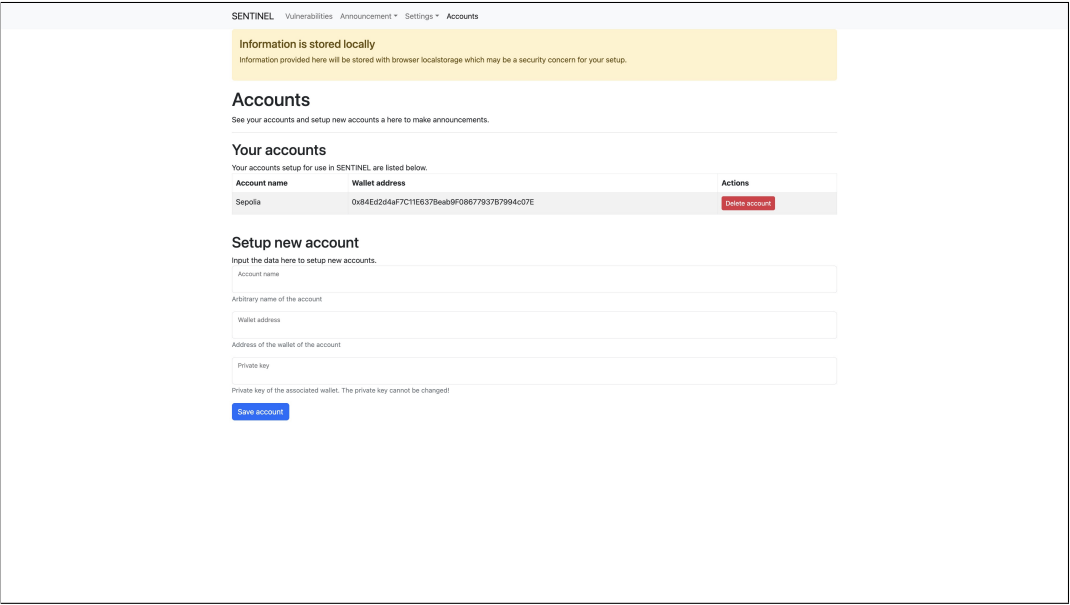 SENTINEL Vulnerabilities Announcement Settings Accounts
Information is stored locally
Information provided here will be stored with browser localstorage which may be a security concern for your setup.
Accounts
See your accounts and setup new accounts a here to make announcements.
Your accounts
Your accounts setup for use in SENTINEL are listed below.
Account name Wallet address Actions
Sepolia 0x84Ed2d4aF7C11E637Beab9F08677937B7994c07E Delete account
Setup new account
Input the data here to setup new accounts.
Account name
Arbitrary name of the account
Wallet address
Address of the wallet of the account
Private key
Private key of the associated wallet. The private key cannot be changed!
Save account